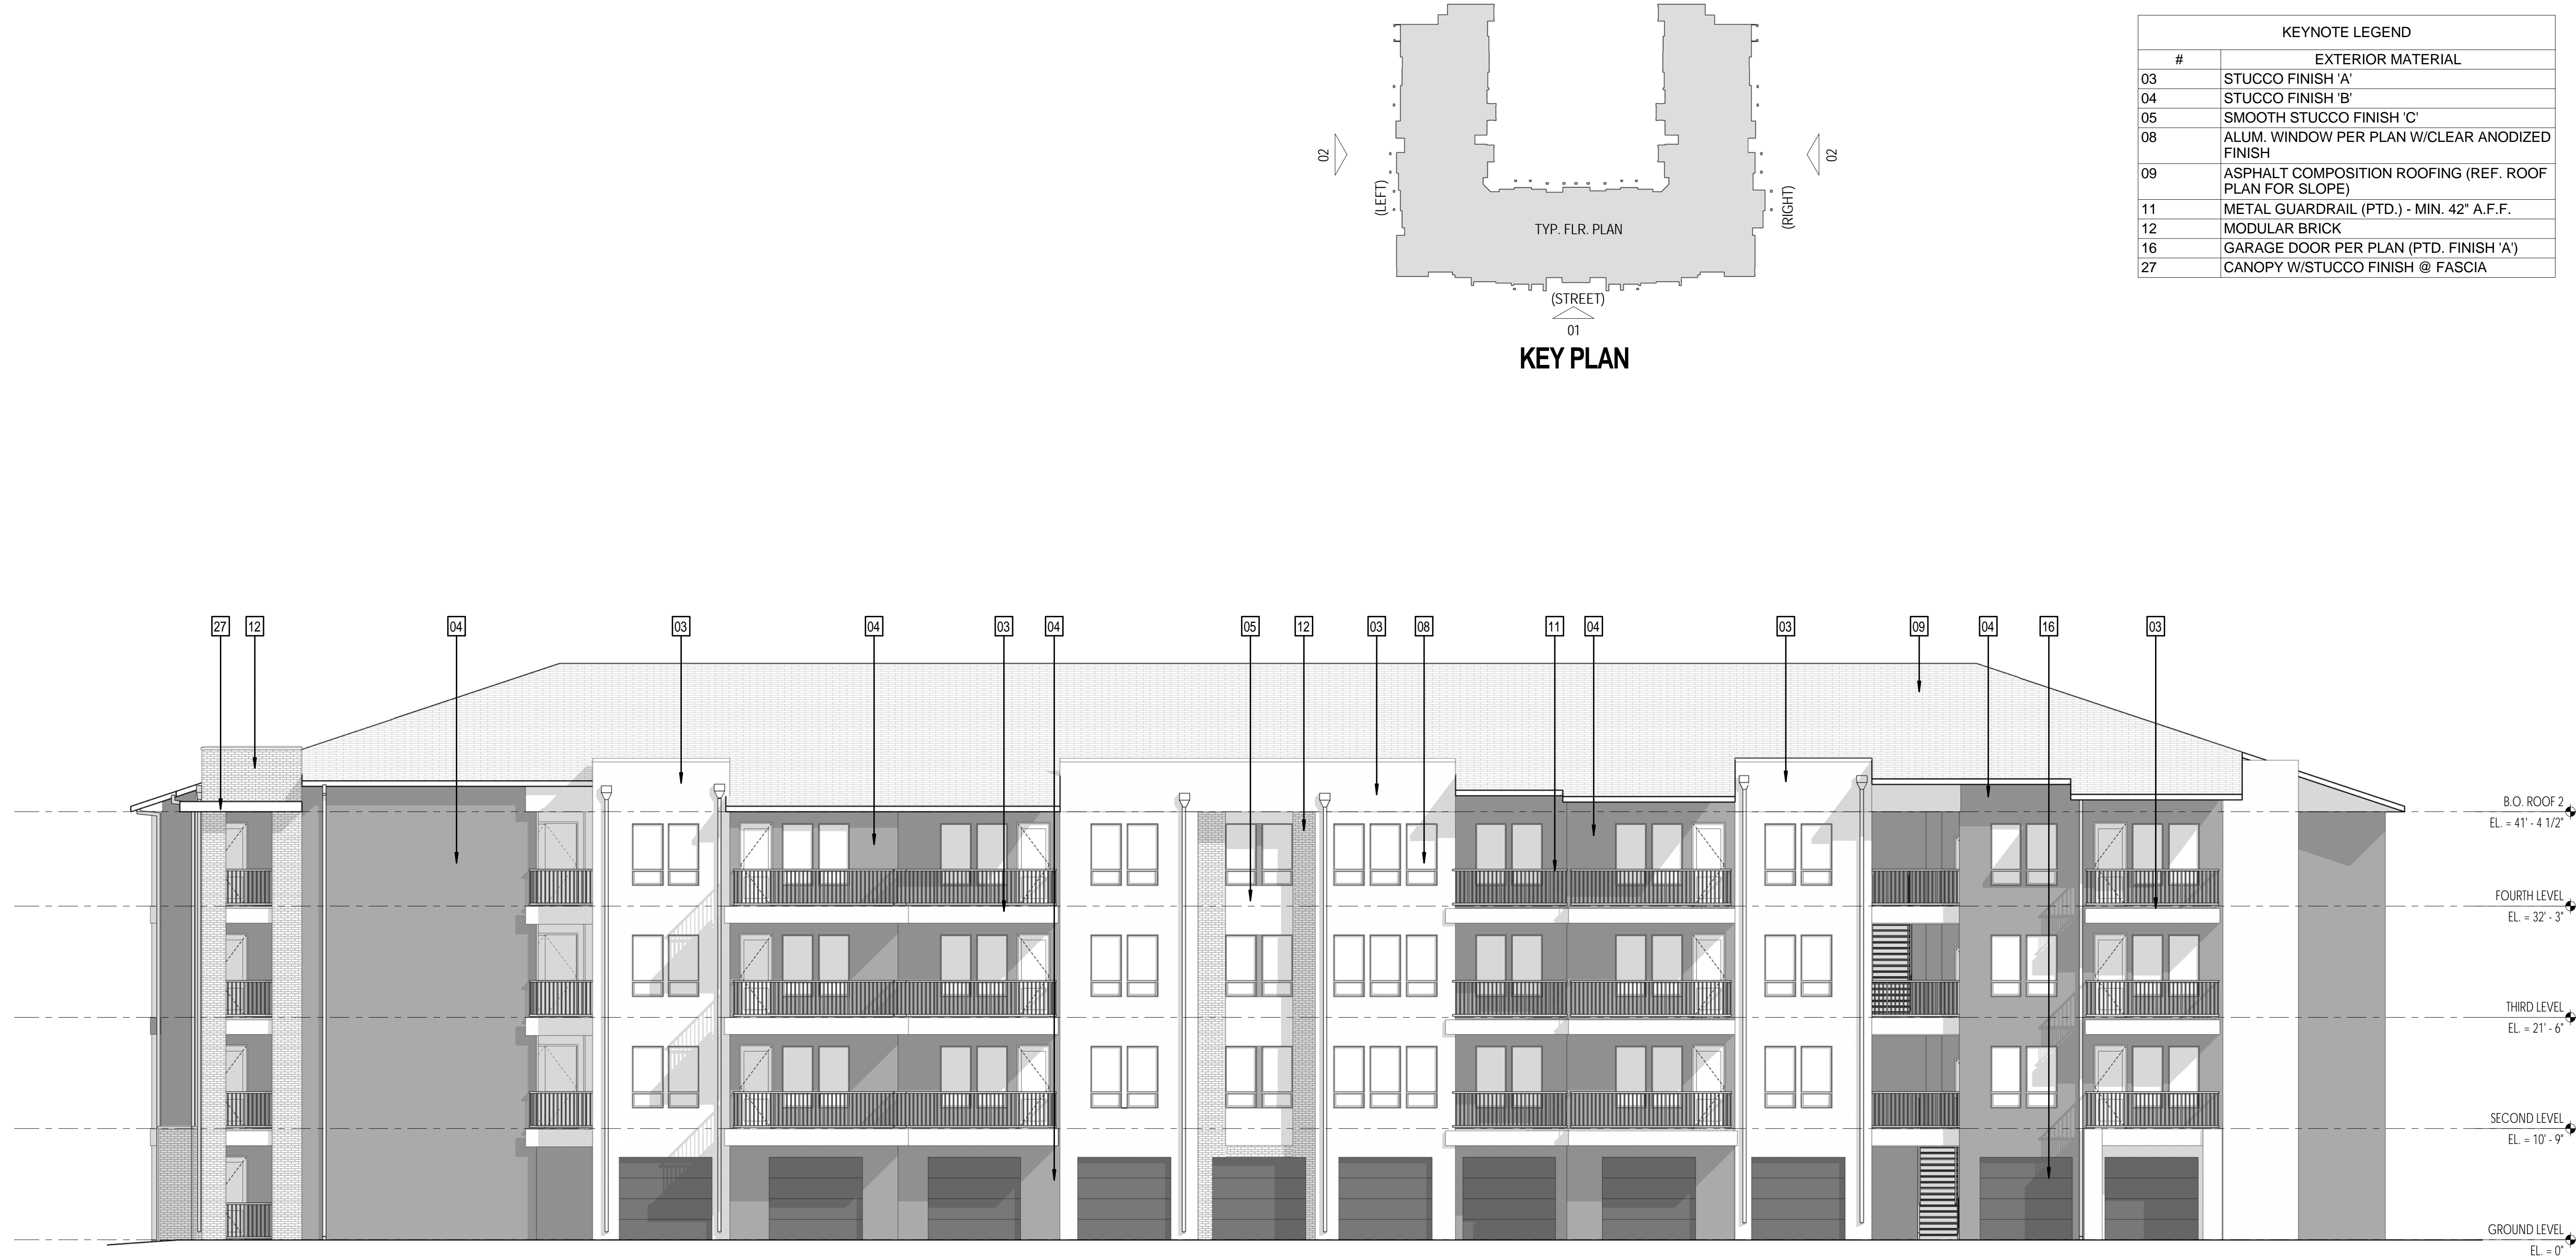 KEYNOTE LEGEND
# EXTERIOR MATERIAL
03 STUCCO FINISH 'A'
04 STUCCO FINISH 'B'
05 SMOOTH STUCCO FINISH 'C'
08 ALUM. WINDOW PER PLAN W/CLEAR ANODIZED
FINISH
09 ASPHALT COMPOSITION ROOFING (REF. ROOF
PLAN FOR SLOPE)
11 METAL GUARDRAIL (PTD.) - MIN. 42" A.F.F.
12 MODULAR BRICK
16 GARAGE DOOR PER PLAN (PTD. FINISH 'A')
27 CANOPY W/STUCCO FINISH @ FASCIA
02
(LEFT)
02
(RIGHT)
TYP. FLR. PLAN
(STREET)
01
KEY PLAN
27 12 04 03 04 03 04 05 12 03 08 11 04 03 09 04 16 03
B.O. ROOF 2
EL. = 41' - 4 1/2"
FOURTH LEVEL
EL. = 32' - 3"
THIRD LEVEL
EL. = 21' - 6"
SECOND LEVEL
EL. = 10' - 9"
GROUND LEVEL
EL. = 0"